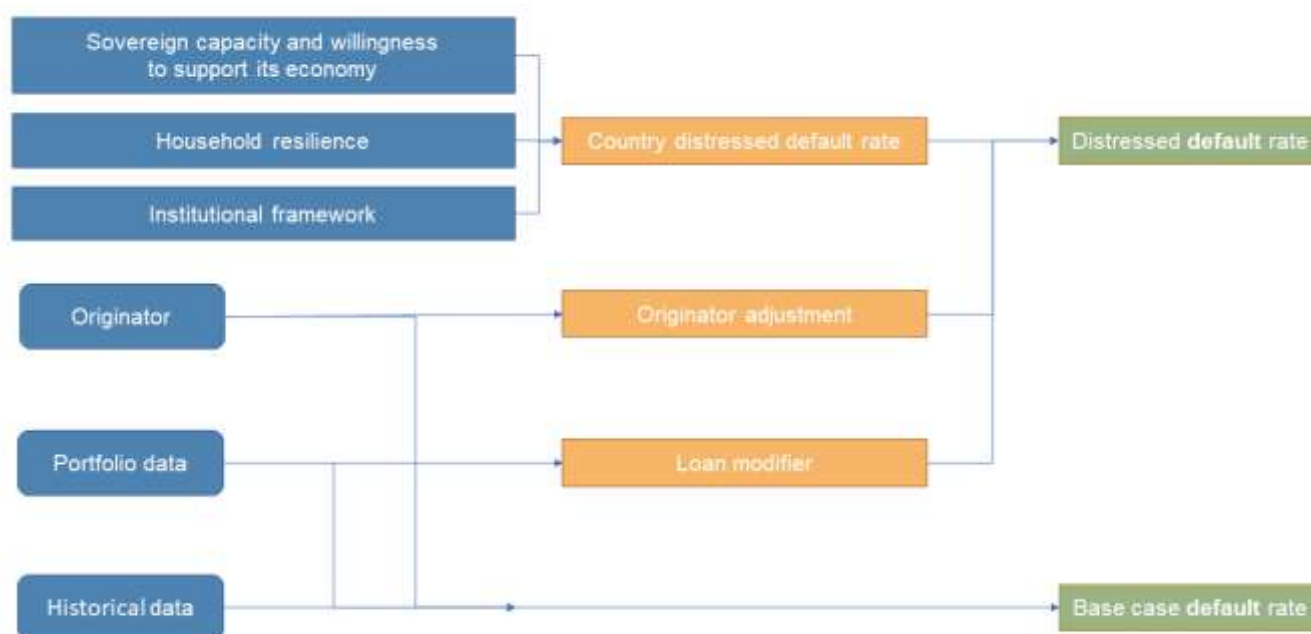 Sovereign capacity and willingness
to support its economy
Household resilience
Country distressed default rate
Distressed default rate
Institutional framework
Originator
Originator adjustment
Portfolio data
Loan modifier
Historical data
Base case default rate